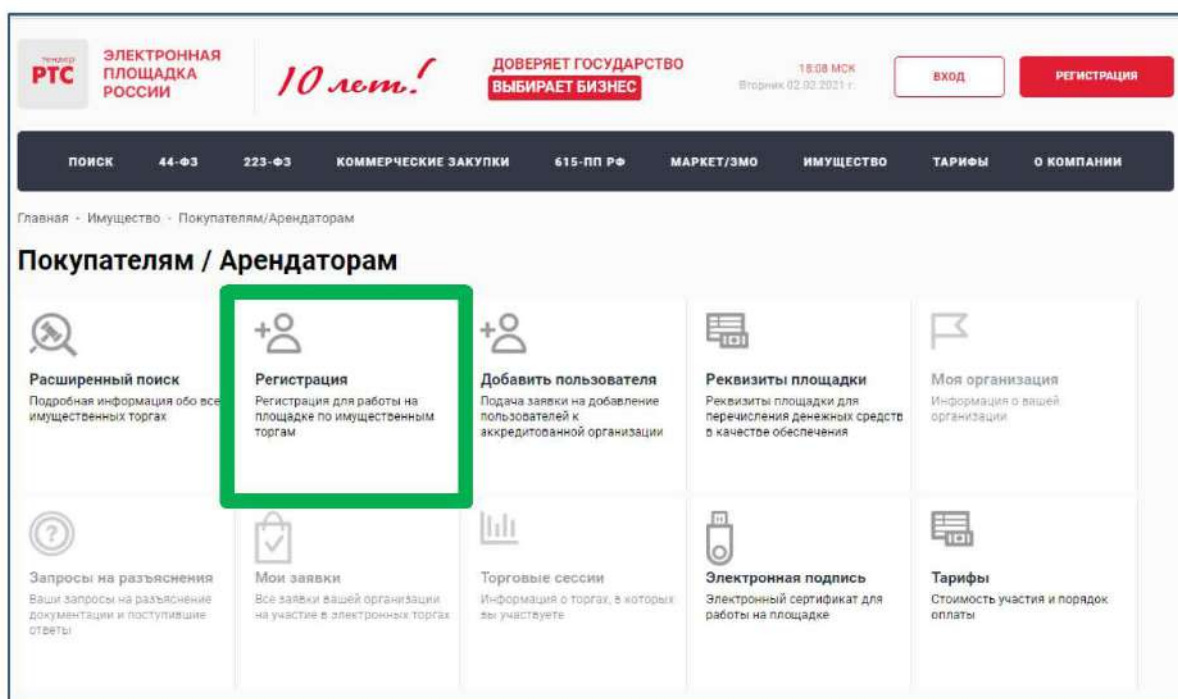 тендер
РТС
ЭЛЕКТРОННАЯ
ПЛОЩАДКА
РОССИИ
10 лет!
ДОВЕРЯЕТ ГОСУДАРСТВО
ВЫБИРАЕТ БИЗНЕС
18:08 МСК
Вторник 02.02.2021 г.
ВХОД
РЕГИСТРАЦИЯ
ПОИСК 44-ФЗ 223-ФЗ КОММЕРЧЕСКИЕ ЗАКУПКИ 615-ПП РФ МАРКЕТ/ЗМО ИМУЩЕСТВО ТАРИФЫ О КОМПАНИИ
Главная - Имущество - Покупателям/Арендаторам
Покупателям / Арендаторам
Расширенный поиск
Подробная информация обо все
имущественных торгах
Регистрация
Регистрация для работы на
площадке по имущественным
торгам
Добавить пользователя
Подача заявки на добавление
пользователей к
аккредитованной организации
Реквизиты площадки
Реквизиты площадки для
перечисления денежных средств
в качестве обеспечения
Моя организация
Информация о вашей
организации
Запросы на разъяснения
Ваши запросы на разъяснение
документации и поступившие
ответы
Мои заявки
Все заявки вашей организации
на участие в электронных торгах
Торговые сессии
Информация о торгах, в которых
вы участвуете
Электронная подпись
Электронный сертификат для
работы на площадке
Тарифы
Стоимость участия и порядок
оплаты